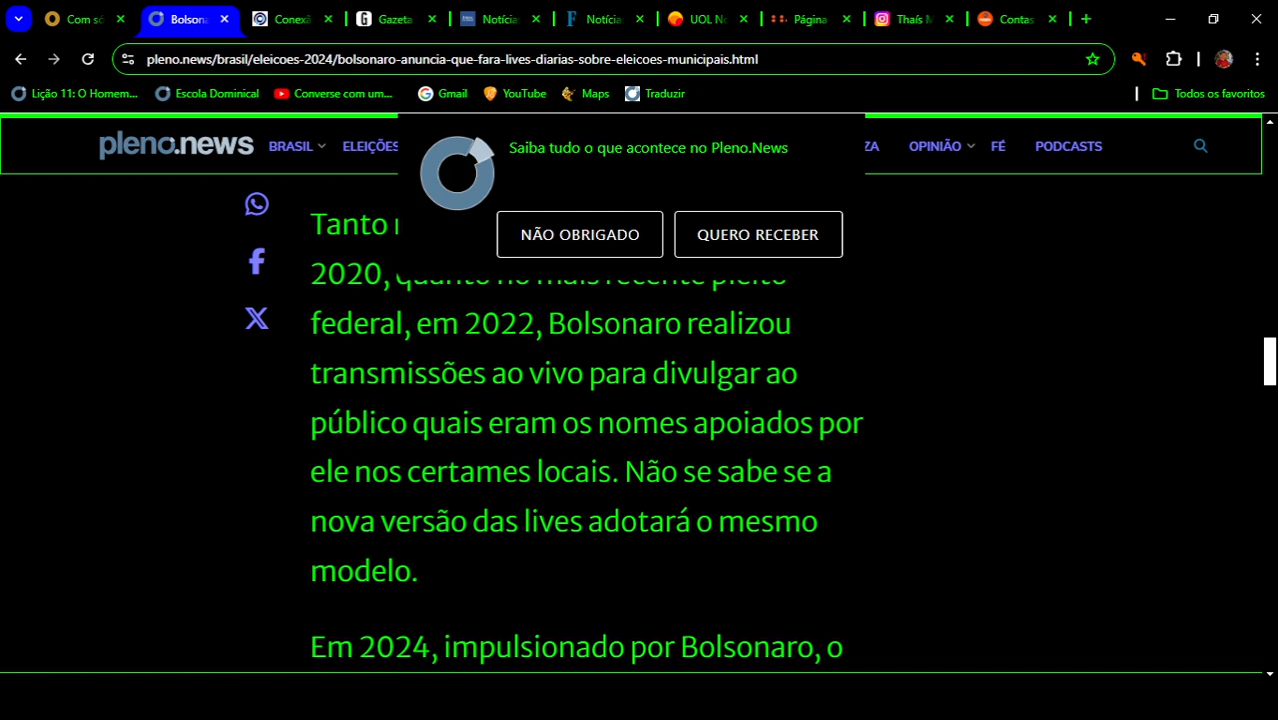 Com só
Bolson
Conexã
Gazeta
Notícia
Notícia
UOL No
Página
Thaís M
Contas
pleno.news/brasil/eleicoes-2024/bolsonaro-anuncia-que-fara-lives-diarias-sobre-eleicoes-municipais.html
Lição 11: O Homem... Escola Dominical Converse com um... Gmail YouTube Maps Traduzir Todos os favoritos
pleno.news BRASIL ELEIÇÕES ZA OPINIÃO FÉ PODCASTS
Saiba tudo o que acontece no Pleno.News
NÃO OBRIGADO QUERO RECEBER
Tanto
2020, quanto no mais recente pleito
federal, em 2022, Bolsonaro realizou
transmissões ao vivo para divulgar ao
público quais eram os nomes apoiados por
ele nos certames locais. Não se sabe se a
nova versão das lives adotará o mesmo
modelo.
Em 2024, impulsionado por Bolsonaro, o